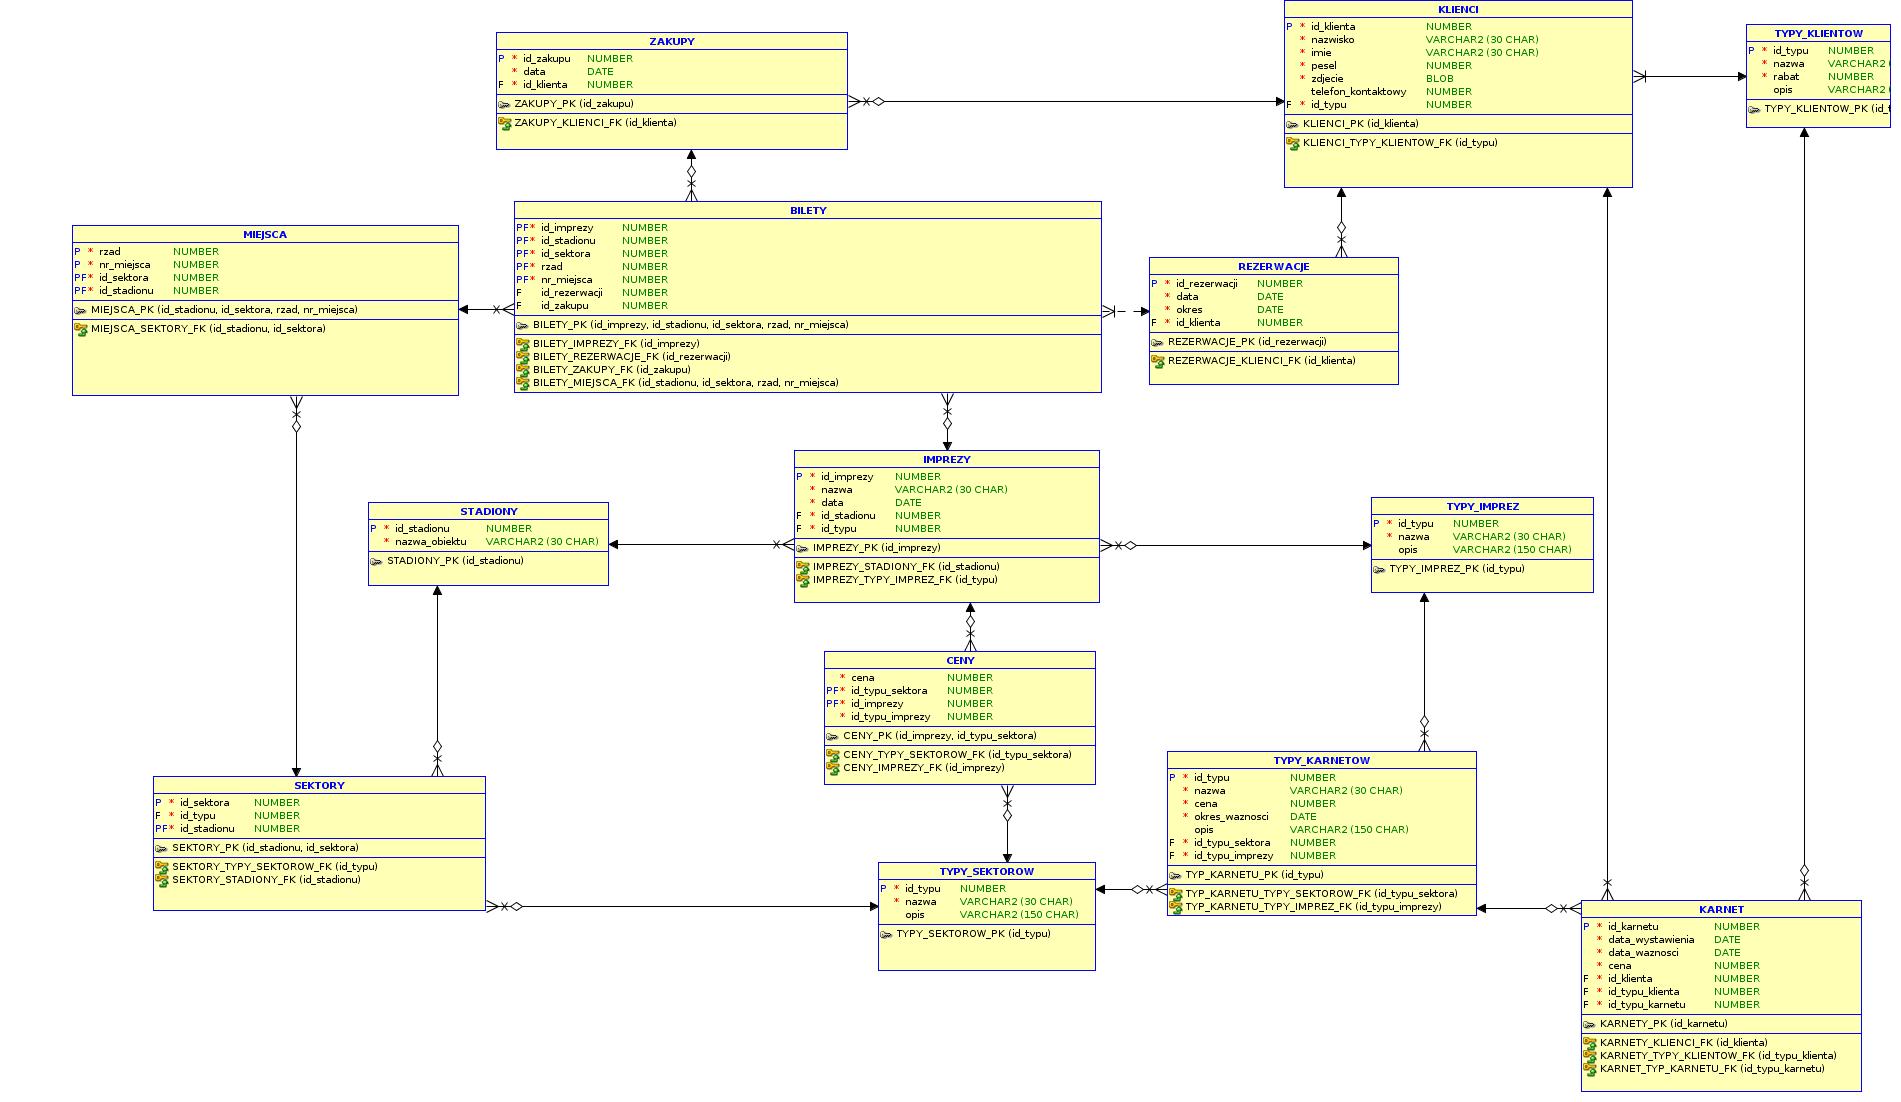 ZAKUPY
P * id_zakupu NUMBER
* data DATE
F * id_klienta NUMBER
ZAKUPY_PK (id_zakupu)
ZAKUPY_KLIENCI_FK (id_klienta)
KLIENCI
P * id_klienta NUMBER
* nazwisko VARCHAR2 (30 CHAR)
* imie VARCHAR2 (30 CHAR)
* pesel NUMBER
* zdjecie BLOB
telefon_kontaktowy NUMBER
F * id_typu NUMBER
KLIENCI_PK (id_klienta)
KLIENCI_TYPY_KLIENTOW_FK (id_typu)
TYPY_KLIENTOW
P * id_typu NUMBER
* nazwa VARCHAR2 (
* rabat NUMBER
opis VARCHAR2 (
TYPY_KLIENTOW_PK (id_t
MIEJSCA
P * rzad NUMBER
P * nr_miejsca NUMBER
PF* id_sektora NUMBER
PF* id_stadionu NUMBER
MIEJSCA_PK (id_stadionu, id_sektora, rzad, nr_miejsca)
MIEJSCA_SEKTORY_FK (id_stadionu, id_sektora)
BILETY
PF* id_imprezy NUMBER
PF* id_stadionu NUMBER
PF* id_sektora NUMBER
PF* rzad NUMBER
PF* nr_miejsca NUMBER
F id_rezerwacji NUMBER
F id_zakupu NUMBER
BILETY_PK (id_imprezy, id_stadionu, id_sektora, rzad, nr_miejsca)
BILETY_IMPREZY_FK (id_imprezy)
BILETY_REZERWACJE_FK (id_rezerwacji)
BILETY_ZAKUPY_FK (id_zakupu)
BILETY_MIEJSCA_FK (id_stadionu, id_sektora, rzad, nr_miejsca)
REZERWACJE
P * id_rezerwacji NUMBER
* data DATE
* okres DATE
F * id_klienta NUMBER
REZERWACJE_PK (id_rezerwacji)
REZERWACJE_KLIENCI_FK (id_klienta)
STADIONY
P * id_stadionu NUMBER
* nazwa_obiektu VARCHAR2 (30 CHAR)
STADIONY_PK (id_stadionu)
IMPREZY
P * id_imprezy NUMBER
* nazwa VARCHAR2 (30 CHAR)
* data DATE
F * id_stadionu NUMBER
F * id_typu NUMBER
IMPREZY_PK (id_imprezy)
IMPREZY_STADIONY_FK (id_stadionu)
IMPREZY_TYPY_IMPREZ_FK (id_typu)
TYPY_IMPREZ
P * id_typu NUMBER
* nazwa VARCHAR2 (30 CHAR)
opis VARCHAR2 (150 CHAR)
TYPY_IMPREZ_PK (id_typu)
CENY
* cena NUMBER
PF* id_typu_sektora NUMBER
PF* id_imprezy NUMBER
* id_typu_imprezy NUMBER
CENY_PK (id_imprezy, id_typu_sektora)
CENY_TYPY_SEKTOROW_FK (id_typu_sektora)
CENY_IMPREZY_FK (id_imprezy)
SEKTORY
P * id_sektora NUMBER
F * id_typu NUMBER
PF* id_stadionu NUMBER
SEKTORY_PK (id_stadionu, id_sektora)
SEKTORY_TYPY_SEKTOROW_FK (id_typu)
SEKTORY_STADIONY_FK (id_stadionu)
TYPY_SEKTOROW
P * id_typu NUMBER
* nazwa VARCHAR2 (30 CHAR)
opis VARCHAR2 (150 CHAR)
TYPY_SEKTOROW_PK (id_typu)
TYPY_KARNETOW
P * id_typu NUMBER
* nazwa VARCHAR2 (30 CHAR)
* cena NUMBER
* okres_waznosci DATE
opis VARCHAR2 (150 CHAR)
F * id_typu_sektora NUMBER
F * id_typu_imprezy NUMBER
TYP_KARNETU_PK (id_typu)
TYP_KARNETU_TYPY_SEKTOROW_FK (id_typu_sektora)
TYP_KARNETU_TYPY_IMPREZ_FK (id_typu_imprezy)
KARNET
P * id_karnetu NUMBER
* data_wystawienia DATE
* data_waznosci DATE
* cena NUMBER
F * id_klienta NUMBER
F * id_typu_klienta NUMBER
F * id_typu_karnetu NUMBER
KARNETY_PK (id_karnetu)
KARNETY_KLIENCI_FK (id_klienta)
KARNETY_TYPY_KLIENTOW_FK (id_typu_klienta)
KARNET_TYP_KARNETU_FK (id_typu_karnetu)